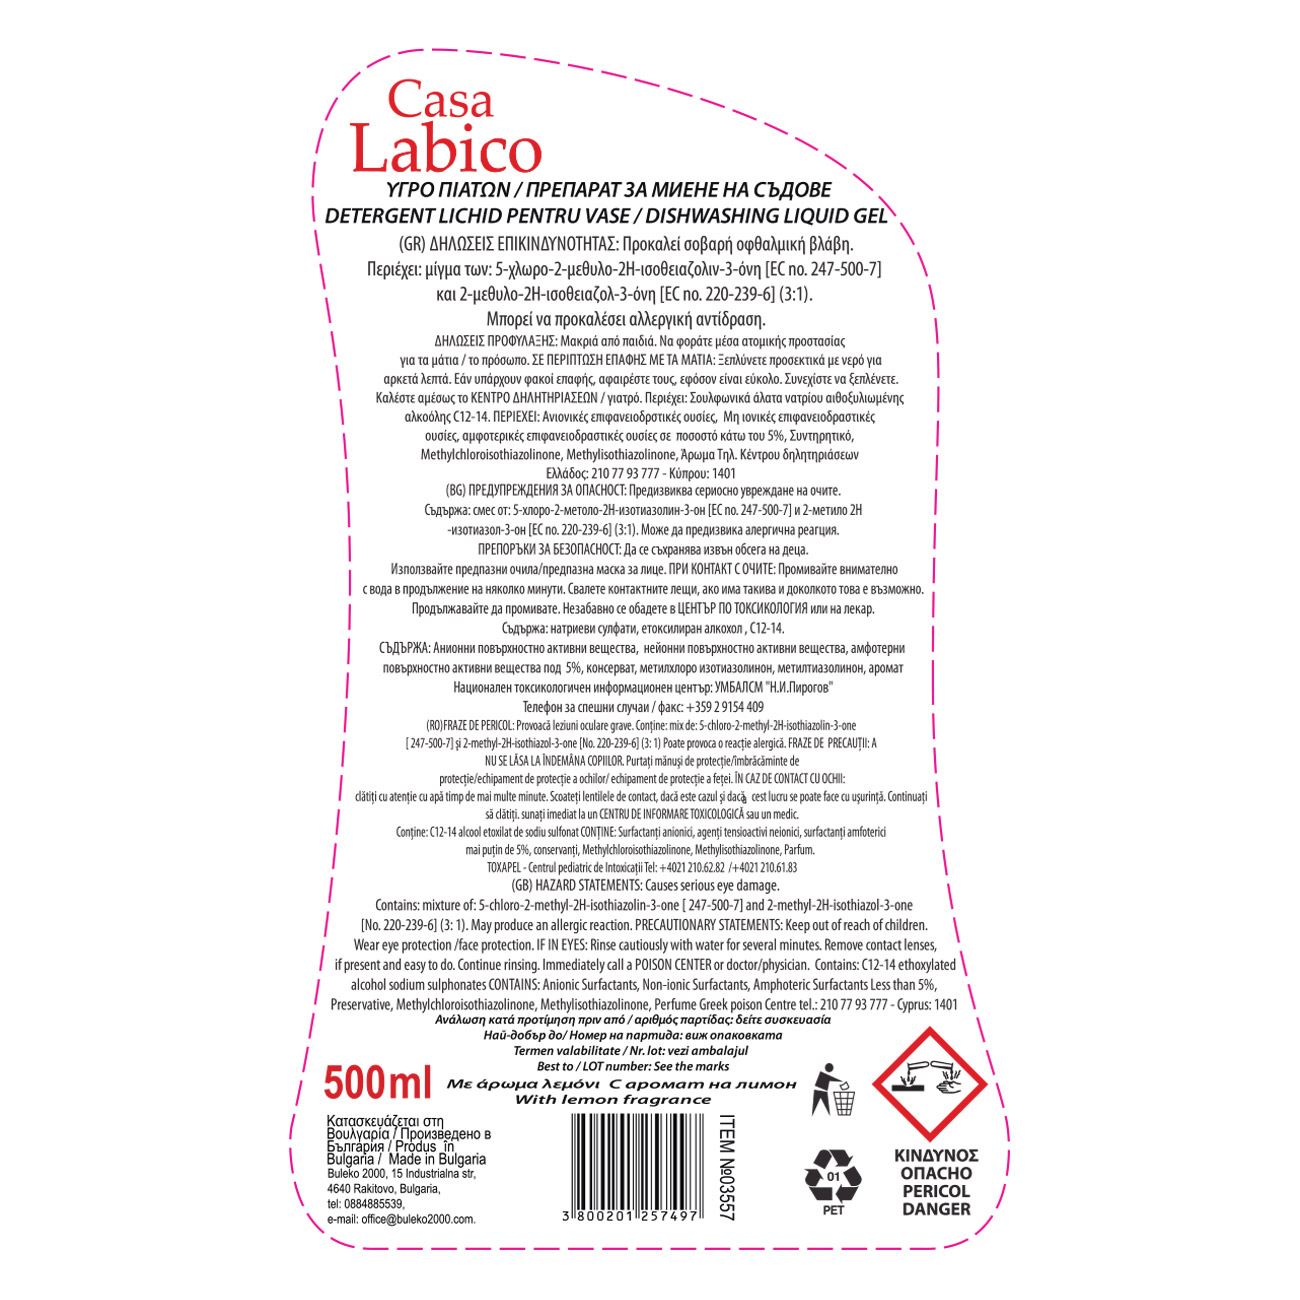 Casa
Labico
ΥΓΡΟ ΠΙΑΤΩΝ / ПРЕПАРАТ ЗА МИЕНЕ НА СЪДОВЕ
DETERGENT LICHID PENTRU VASE / DISHWASHING LIQUID GEL
(GR) ΔΗΛΩΣΕΙΣ ΕΠΙΚΙΝΔΥΝΟΤΗΤΑΣ: Προκαλεί σοβαρή οφθαλμική βλάβη.
Περιέχει: μίγμα των: 5-χλωρο-2-μεθυλο-2H-ισοθειαζολιν-3-όνη [EC no. 247-500-7]
και 2-μεθυλο-2H-ισοθειαζολ-3-όνη [EC no. 220-239-6] (3:1).
Μπορεί να προκαλέσει αλλεργική αντίδραση.
ΔΗΛΩΣΕΙΣ ΠΡΟΦΥΛΑΞΗΣ: Μακριά από παιδιά. Να φοράτε μέσα ατομικής προστασίας
για τα μάτια / το πρόσωπο. ΣΕ ΠΕΡΙΠΤΩΣΗ ΕΠΑΦΗΣ ΜΕ ΤΑ ΜΑΤΙΑ: Ξεπλύνετε προσεκτικά με νερό για
αρκετά λεπτά. Εάν υπάρχουν φακοί επαφής, αφαιρέστε τους, εφόσον είναι εύκολο. Συνεχίστε να ξεπλένετε.
Καλέστε αμέσως το ΚΕΝΤΡΟ ΔΗΛΗΤΗΡΙΑΣΕΩΝ / γιατρό. Περιέχει: Σουλφωνικά άλατα νατρίου αιθοξυλιωμένης
αλκοόλης C12-14. ΠΕΡΙΕΧΕΙ: Ανιονικές επιφανειοδρστικές ουσίες, Μη ιονικές επιφανειοδραστικές
ουσίες, αμφοτερικές επιφανειοδραστικές ουσίες σε ποσοστό κάτω του 5%, Συντηρητικό,
Methylchloroisothiazolinone, Methylisothiazolinone, Άρωμα Τηλ. Κέντρου δηλητηριάσεων
Ελλάδος: 210 77 93 777 - Κύπρου: 1401
(BG) ПРЕДУПРЕЖДЕНИЯ ЗА ОПАСНОСТ: Предизвиква сериосно увреждане на очите.
Съдържа: смес от: 5-хлоро-2-метоло-2H-изотиазолин-3-он [EC no. 247-500-7] и 2-метило 2H
-изотиазол-3-он [EC no. 220-239-6] (3:1). Може да предизвика алергична реагция.
ПРЕПОРЪКИ ЗА БЕЗОПАСНОСТ: Да се съхранява извън обсега на деца.
Използвайте предпазни очила/предпазна маска за лице. ПРИ КОНТАКТ С ОЧИТЕ: Промивайте внимателно
с вода в продължение на няколко минути. Свалете контактните лещи, ако има такива и доколкото това е възможно.
Продължавайте да промивате. Незабавно се обадете в ЦЕНТЪР ПО ТОКСИКОЛОГИЯ или на лекар.
Съдържа: натриеви сулфати, етоксилиран алкохол , C12-14.
СЪДЪРЖА: Анионни повърхностно активни вещества, нейонни повърхностно активни вещества, амфотерни
повърхностно активни вещества под 5%, консерват, метилхлоро изотиазолинон, метилтиазолинон, аромат
Национален токсикологичен информационен център: УМБАЛСМ "Н.И.Пирогов"
Телефон за спешни случаи / факс: +359 2 9154 409
(RO)FRAZE DE PERICOL: Provoacă leziuni oculare grave. Conţine: mix de: 5-chloro-2-methyl-2H-isothiazolin-3-one
[ 247-500-7] şi 2-methyl-2H-isothiazol-3-one [No. 220-239-6] (3: 1) Poate provoca o reacţie alergică. FRAZE DE PRECAUŢII: A
NU SE LĂSA LA ÎNDEMÂNA COPIILOR. Purtaţi mănuşi de protecţie/îmbrăcăminte de
protecţie/echipament de protecţie a ochilor/ echipament de protecţie a feţei. ÎN CAZ DE CONTACT CU OCHII:
clătiţi cu atenţie cu apă timp de mai multe minute. Scoateţi lentilele de contact, dacă este cazul şi dacă a cest lucru se poate face cu uşurinţă. Continuaţi
să clătiţi. sunaţi imediat la un CENTRU DE INFORMARE TOXICOLOGICĂ sau un medic.
Conţine: C12-14 alcool etoxilat de sodiu sulfonat CONŢINE: Surfactanţi anionici, agenţi tensioactivi neionici, surfactanţi amfoterici
mai puţin de 5%, conservanţi, Methylchloroisothiazolinone, Methylisothiazolinone, Parfum.
TOXAPEL - Centrul pediatric de Intoxicaţii Tel: +4021 210.62.82 /+4021 210.61.83
(GB) HAZARD STATEMENTS: Causes serious eye damage.
Contains: mixture of: 5-chloro-2-methyl-2H-isothiazolin-3-one [ 247-500-7] and 2-methyl-2H-isothiazol-3-one
[No. 220-239-6] (3: 1). May produce an allergic reaction. PRECAUTIONARY STATEMENTS: Keep out of reach of children.
Wear eye protection /face protection. IF IN EYES: Rinse cautiously with water for several minutes. Remove contact lenses,
if present and easy to do. Continue rinsing. Immediately call a POISON CENTER or doctor/physician. Contains: C12-14 ethoxylated
alcohol sodium sulphonates CONTAINS: Anionic Surfactants, Non-ionic Surfactants, Amphoteric Surfactants Less than 5%,
Preservative, Methylchloroisothiazolinone, Methylisothiazolinone, Perfume Greek poison Centre tel.: 210 77 93 777 - Cyprus: 1401
Ανάλωση κατά προτίμηση πριν από / αριθμός παρτίδας: δείτε συσκευασία
Най-добър до/ Номер на партида: виж опаковката
Termen valabilitate / Nr. lot: vezi ambalajul
Best to / LOT number: See the marks
500ml
Με άρωμα λεμόνι С аромат на лимон
With lemon fragrance
Κατασκευάζεται στη
Βουλγαρία / Произведено в
България / Produs în
Bulgaria / Made in Bulgaria
Buleko 2000, 15 Industrialna str,
4640 Rakitovo, Bulgaria,
tel: 0884885539,
e-mail: office@buleko2000.com.
3 800201 257497
ITEM №03557
01
PET
ΚΙΝΔΥΝΟΣ
ОПАСНО
PERICOL
DANGER